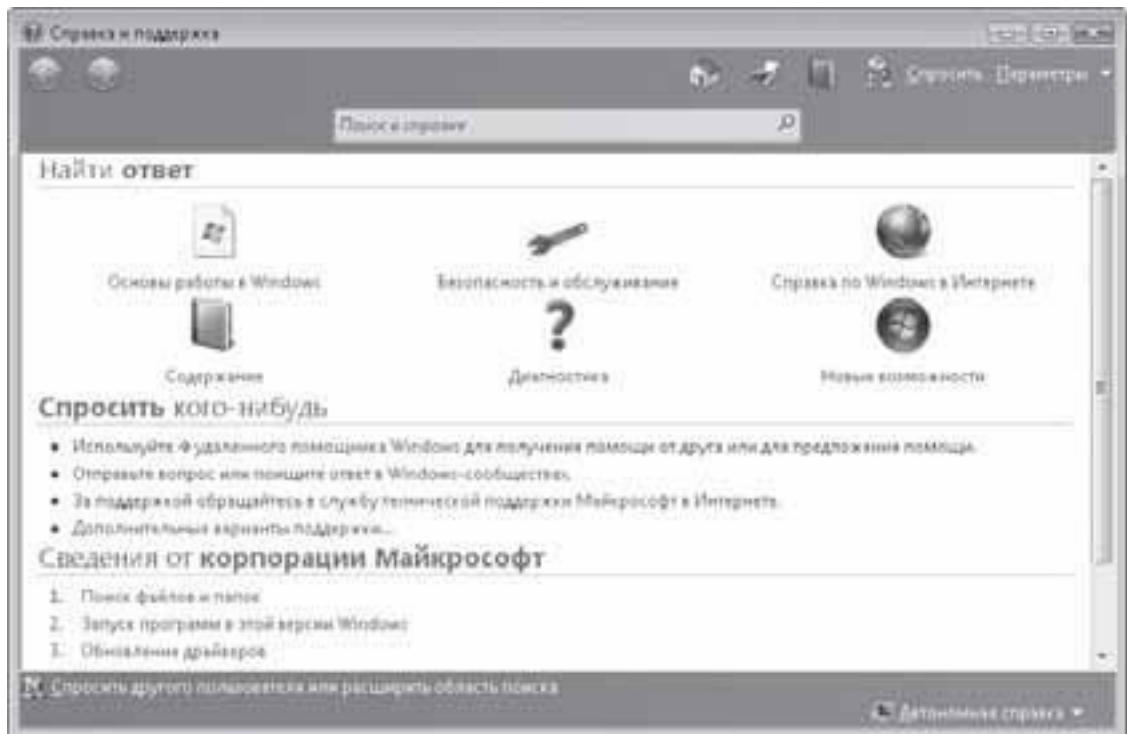 Справка и поддержка
Спросить Параметры
Поиск в справке
Найти ответ
Основы работы в Windows
Безопасность и обслуживание
Справка по Windows в Интернете
Содержание
Диагностика
Новые возможности
Спросить кого-нибудь
• Используйте удаленного помощника Windows для получения помощи от друга или для предложения помощи.
• Отправьте вопрос или поищите ответ в Windows-сообществах.
• За поддержкой обращайтесь в службу технической поддержки Майкрософт в Интернете.
• Дополнительные варианты поддержки...
Сведения от корпорации Майкрософт
1. Поиск файлов и папок
2. Запуск программ в этой версии Windows
3. Обновление драйверов
Спросить другого пользователя или расширить область поиска
Автономная справка